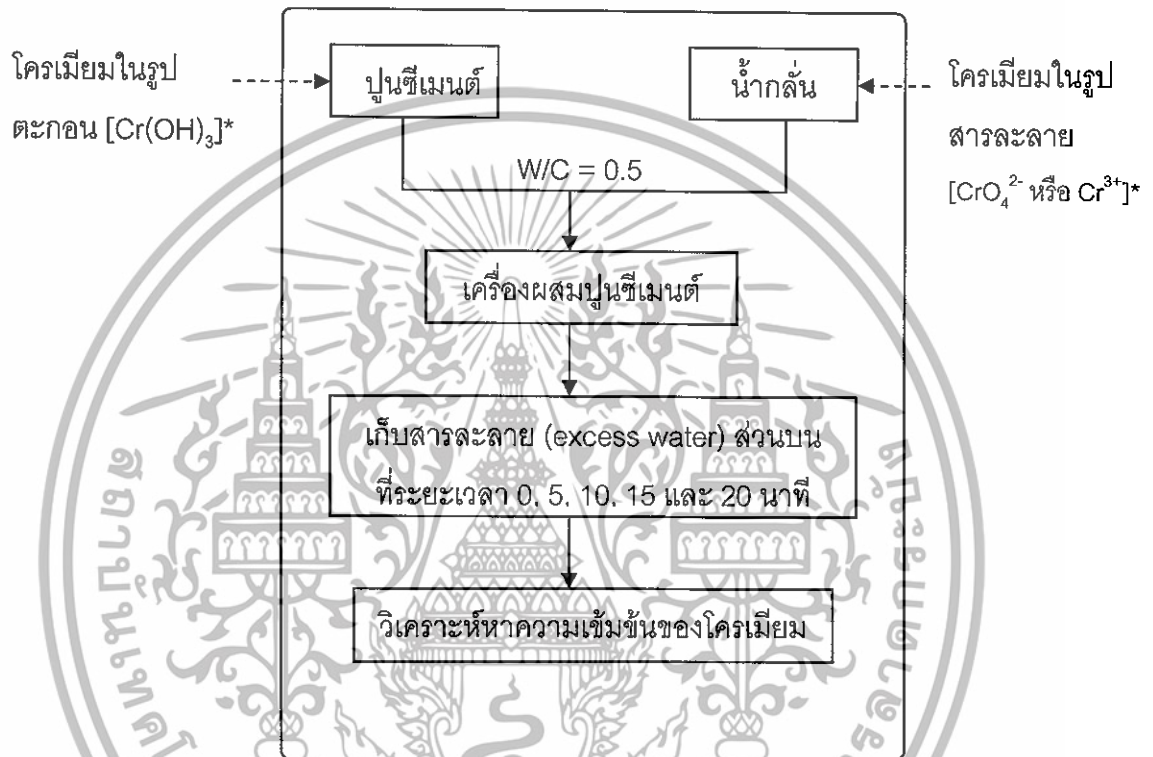 โครเมียมในรูป
ตะกอน [Cr(OH)₃]*
ปูนซีเมนต์
น้ำกลั่น
โครเมียมในรูป
สารละลาย
[CrO₄²⁻ หรือ Cr³⁺]*
W/C = 0.5
เครื่องผสมปูนซีเมนต์
เก็บสารละลาย (excess water) ส่วนบน
ที่ระยะเวลา 0, 5, 10, 15 และ 20 นาที
วิเคราะห์หาความเข้มข้นของโครเมียม